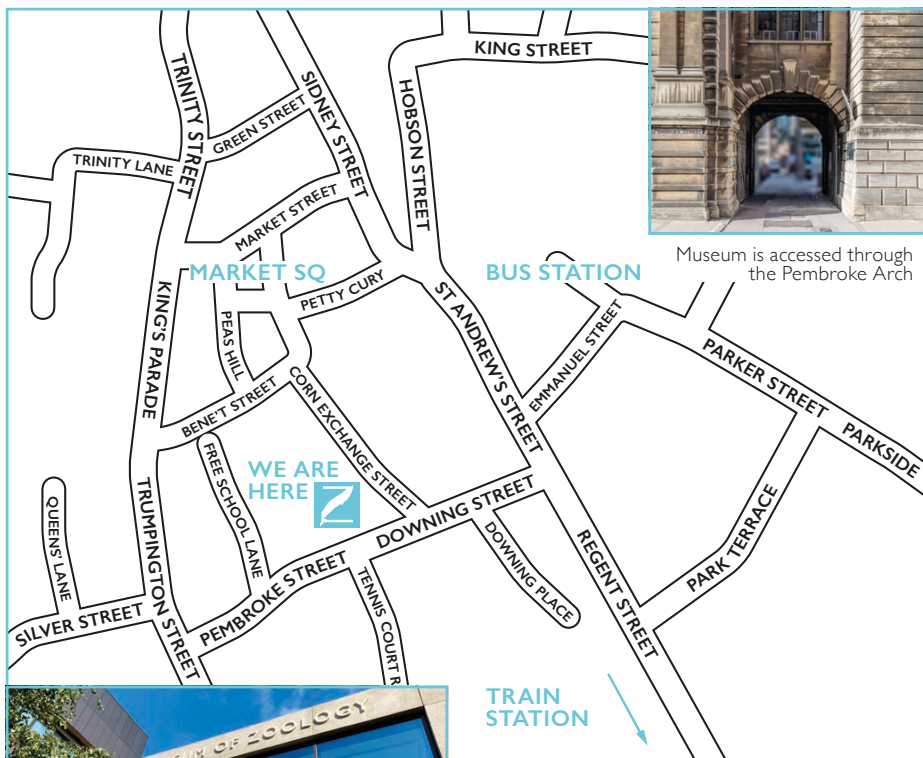 KING STREET
TRINITY STREET
SIDNEY STREET
HOBSON STREET
GREEN STREET
TRINITY LANE
MARKET STREET
Museum is accessed through
the Pembroke Arch
MARKET SQ
BUS STATION
PETTY CURY
ST ANDREW'S STREET
KING'S PARADE
PEAS HILL
EMMANUEL STREET
PARKER STREET
PARKSIDE
BENE'T STREET
CORN EXCHANGE STREET
FREE SCHOOL LANE
WE ARE
HERE
Z
QUEENS' LANE
TRUMPINGTON STREET
DOWNING STREET
DOWNING PLACE
REGENT STREET
PARK TERRACE
PEMBROKE STREET
TENNIS COURT R
SILVER STREET
TRAIN
STATION
UM OF ZOOLOGY